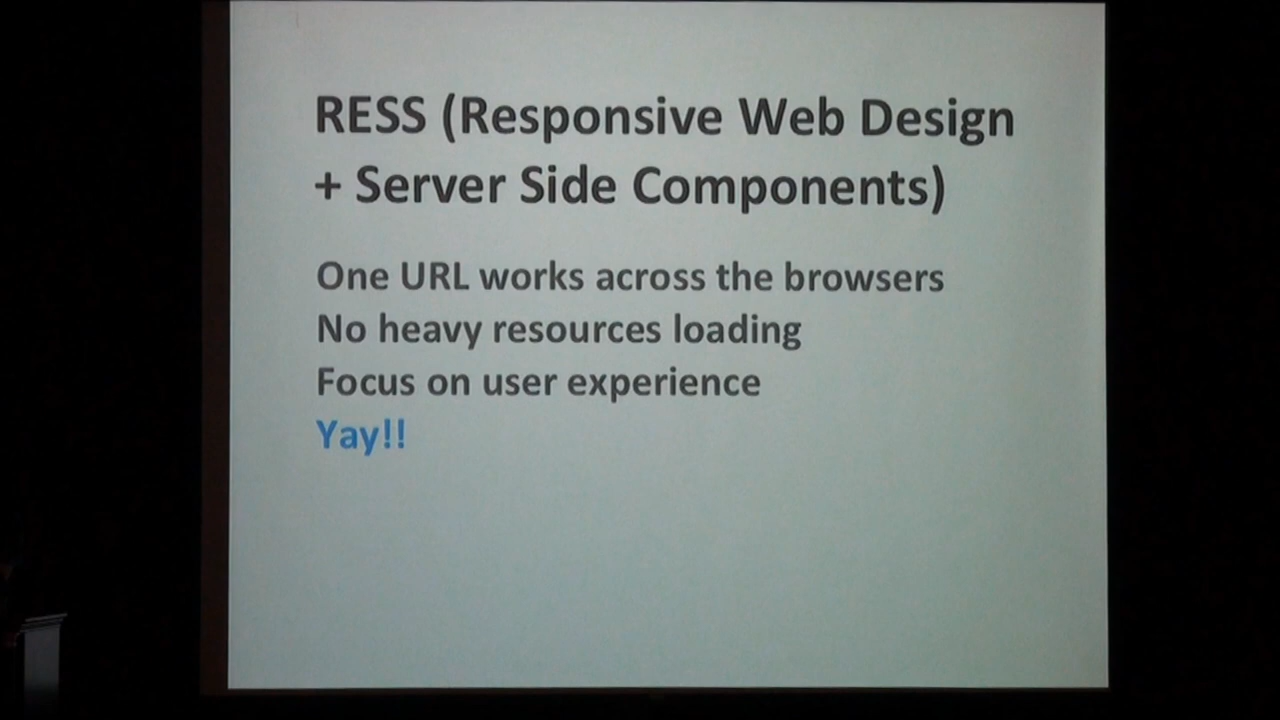 RESS (Responsive Web Design
+ Server Side Components)
One URL works across the browsers
No heavy resources loading
Focus on user experience
Yay!!